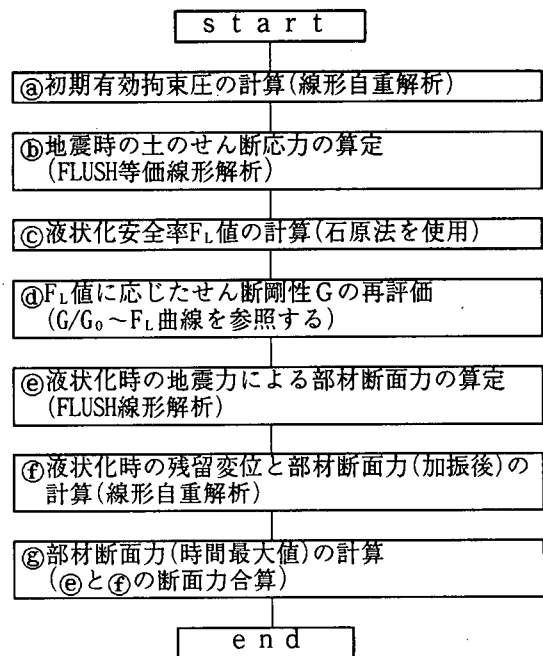 start
ⓐ初期有効拘束圧の計算(線形自重解析)
ⓑ地震時の土のせん断応力の算定
(FLUSH等価線形解析)
ⓒ液状化安全率FL値の計算(石原法を使用)
ⓓFL値に応じたせん断剛性Gの再評価
(G/G₀～FL曲線を参照する)
ⓔ液状化時の地震力による部材断面力の算定
(FLUSH線形解析)
ⓕ液状化時の残留変位と部材断面力(加振後)の
計算(線形自重解析)
ⓖ部材断面力(時間最大値)の計算
(ⓔとⓕの断面力合算)
end